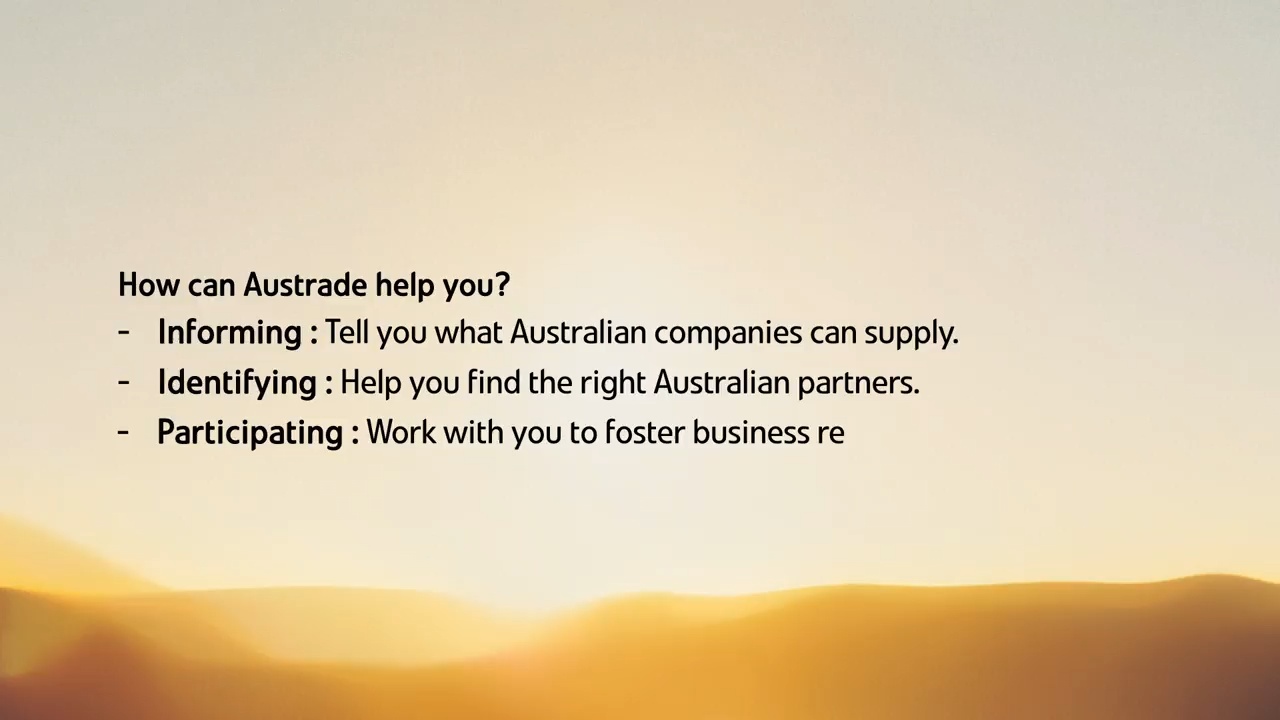 How can Austrade help you?
- Informing : Tell you what Australian companies can supply.
- Identifying : Help you find the right Australian partners.
- Participating : Work with you to foster business re